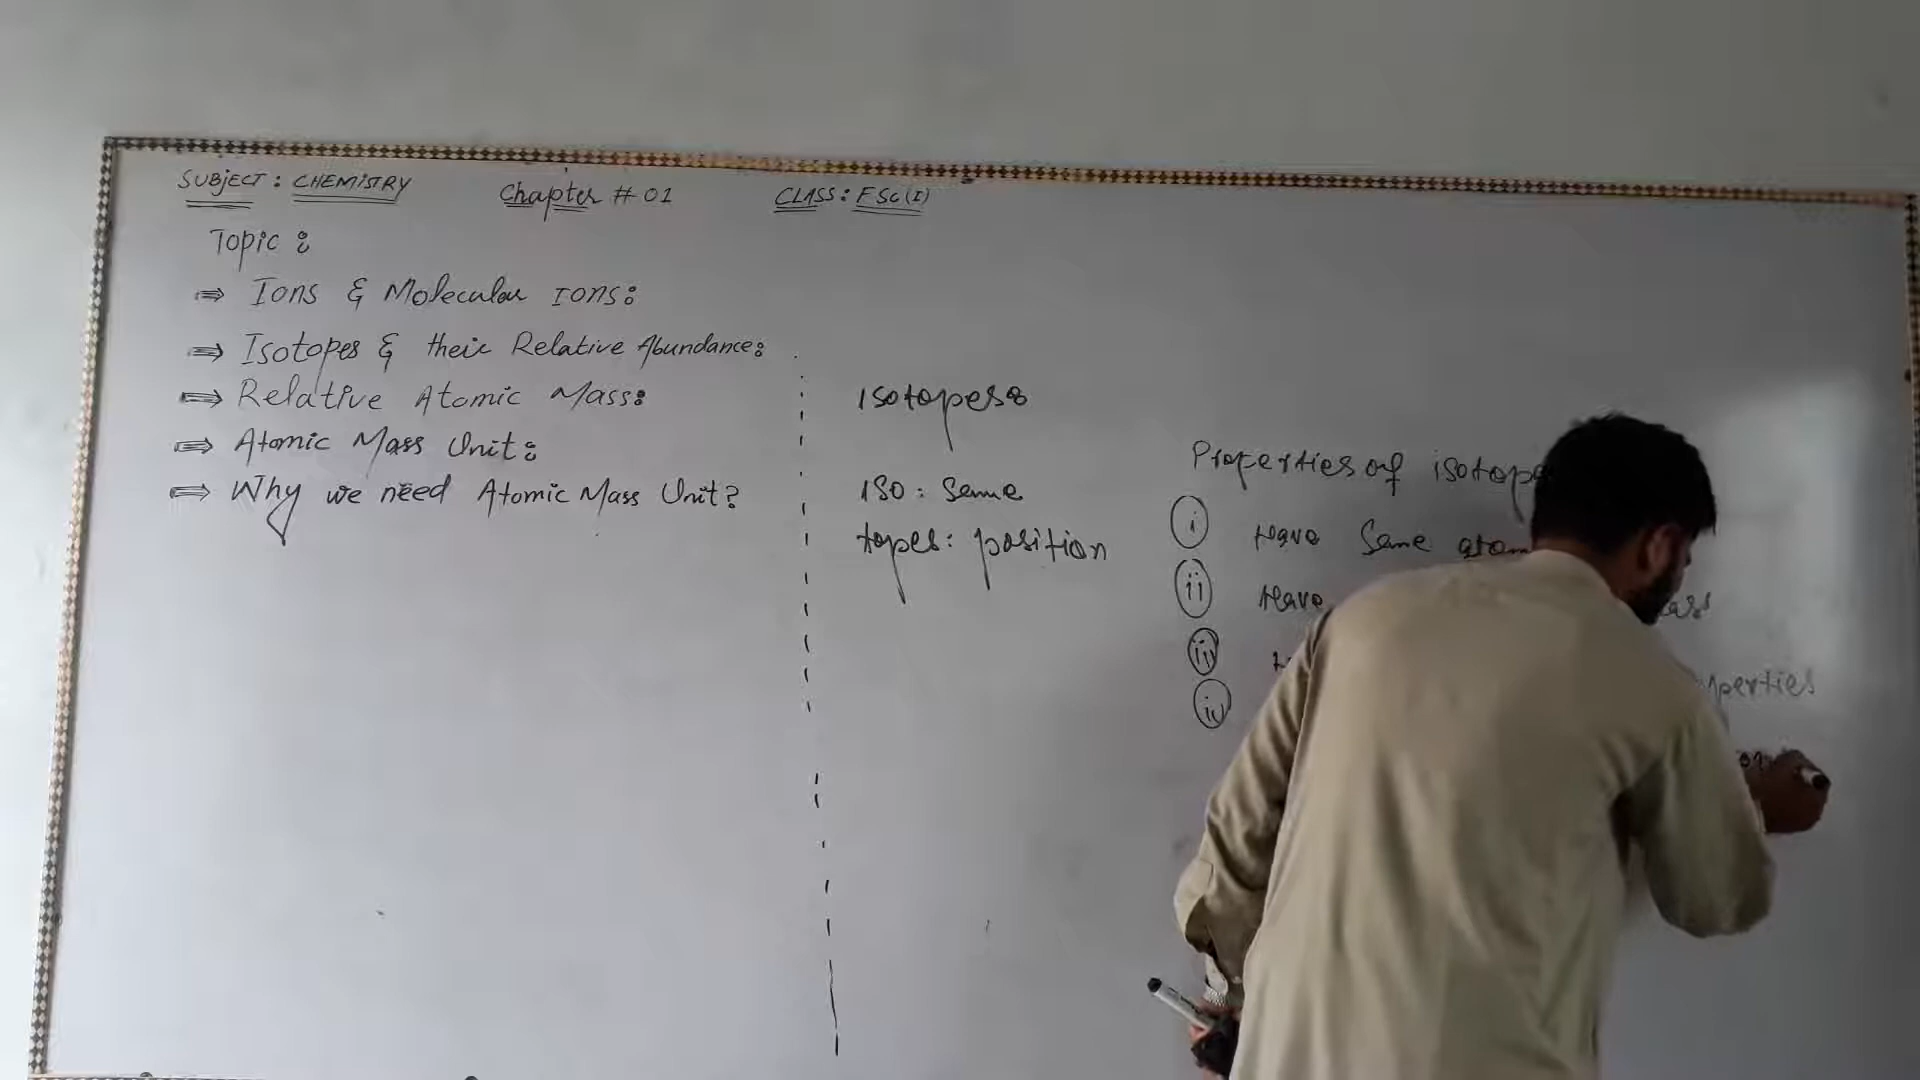 SUBJECT: CHEMISTRY Chapter # 01 CLASS: FSC(I)
Topic:
⇒ Ions & Molecular Ions:
⇒ Isotopes & their Relative Abundance:
⇒ Relative Atomic Mass:
⇒ Atomic Mass Unit:
⇒ Why we need Atomic Mass Unit?
Isotopes:
ISO: Same
topes: position
Properties of isotope
(i) Have Same atom
(ii) Have
(iii)
(iv)